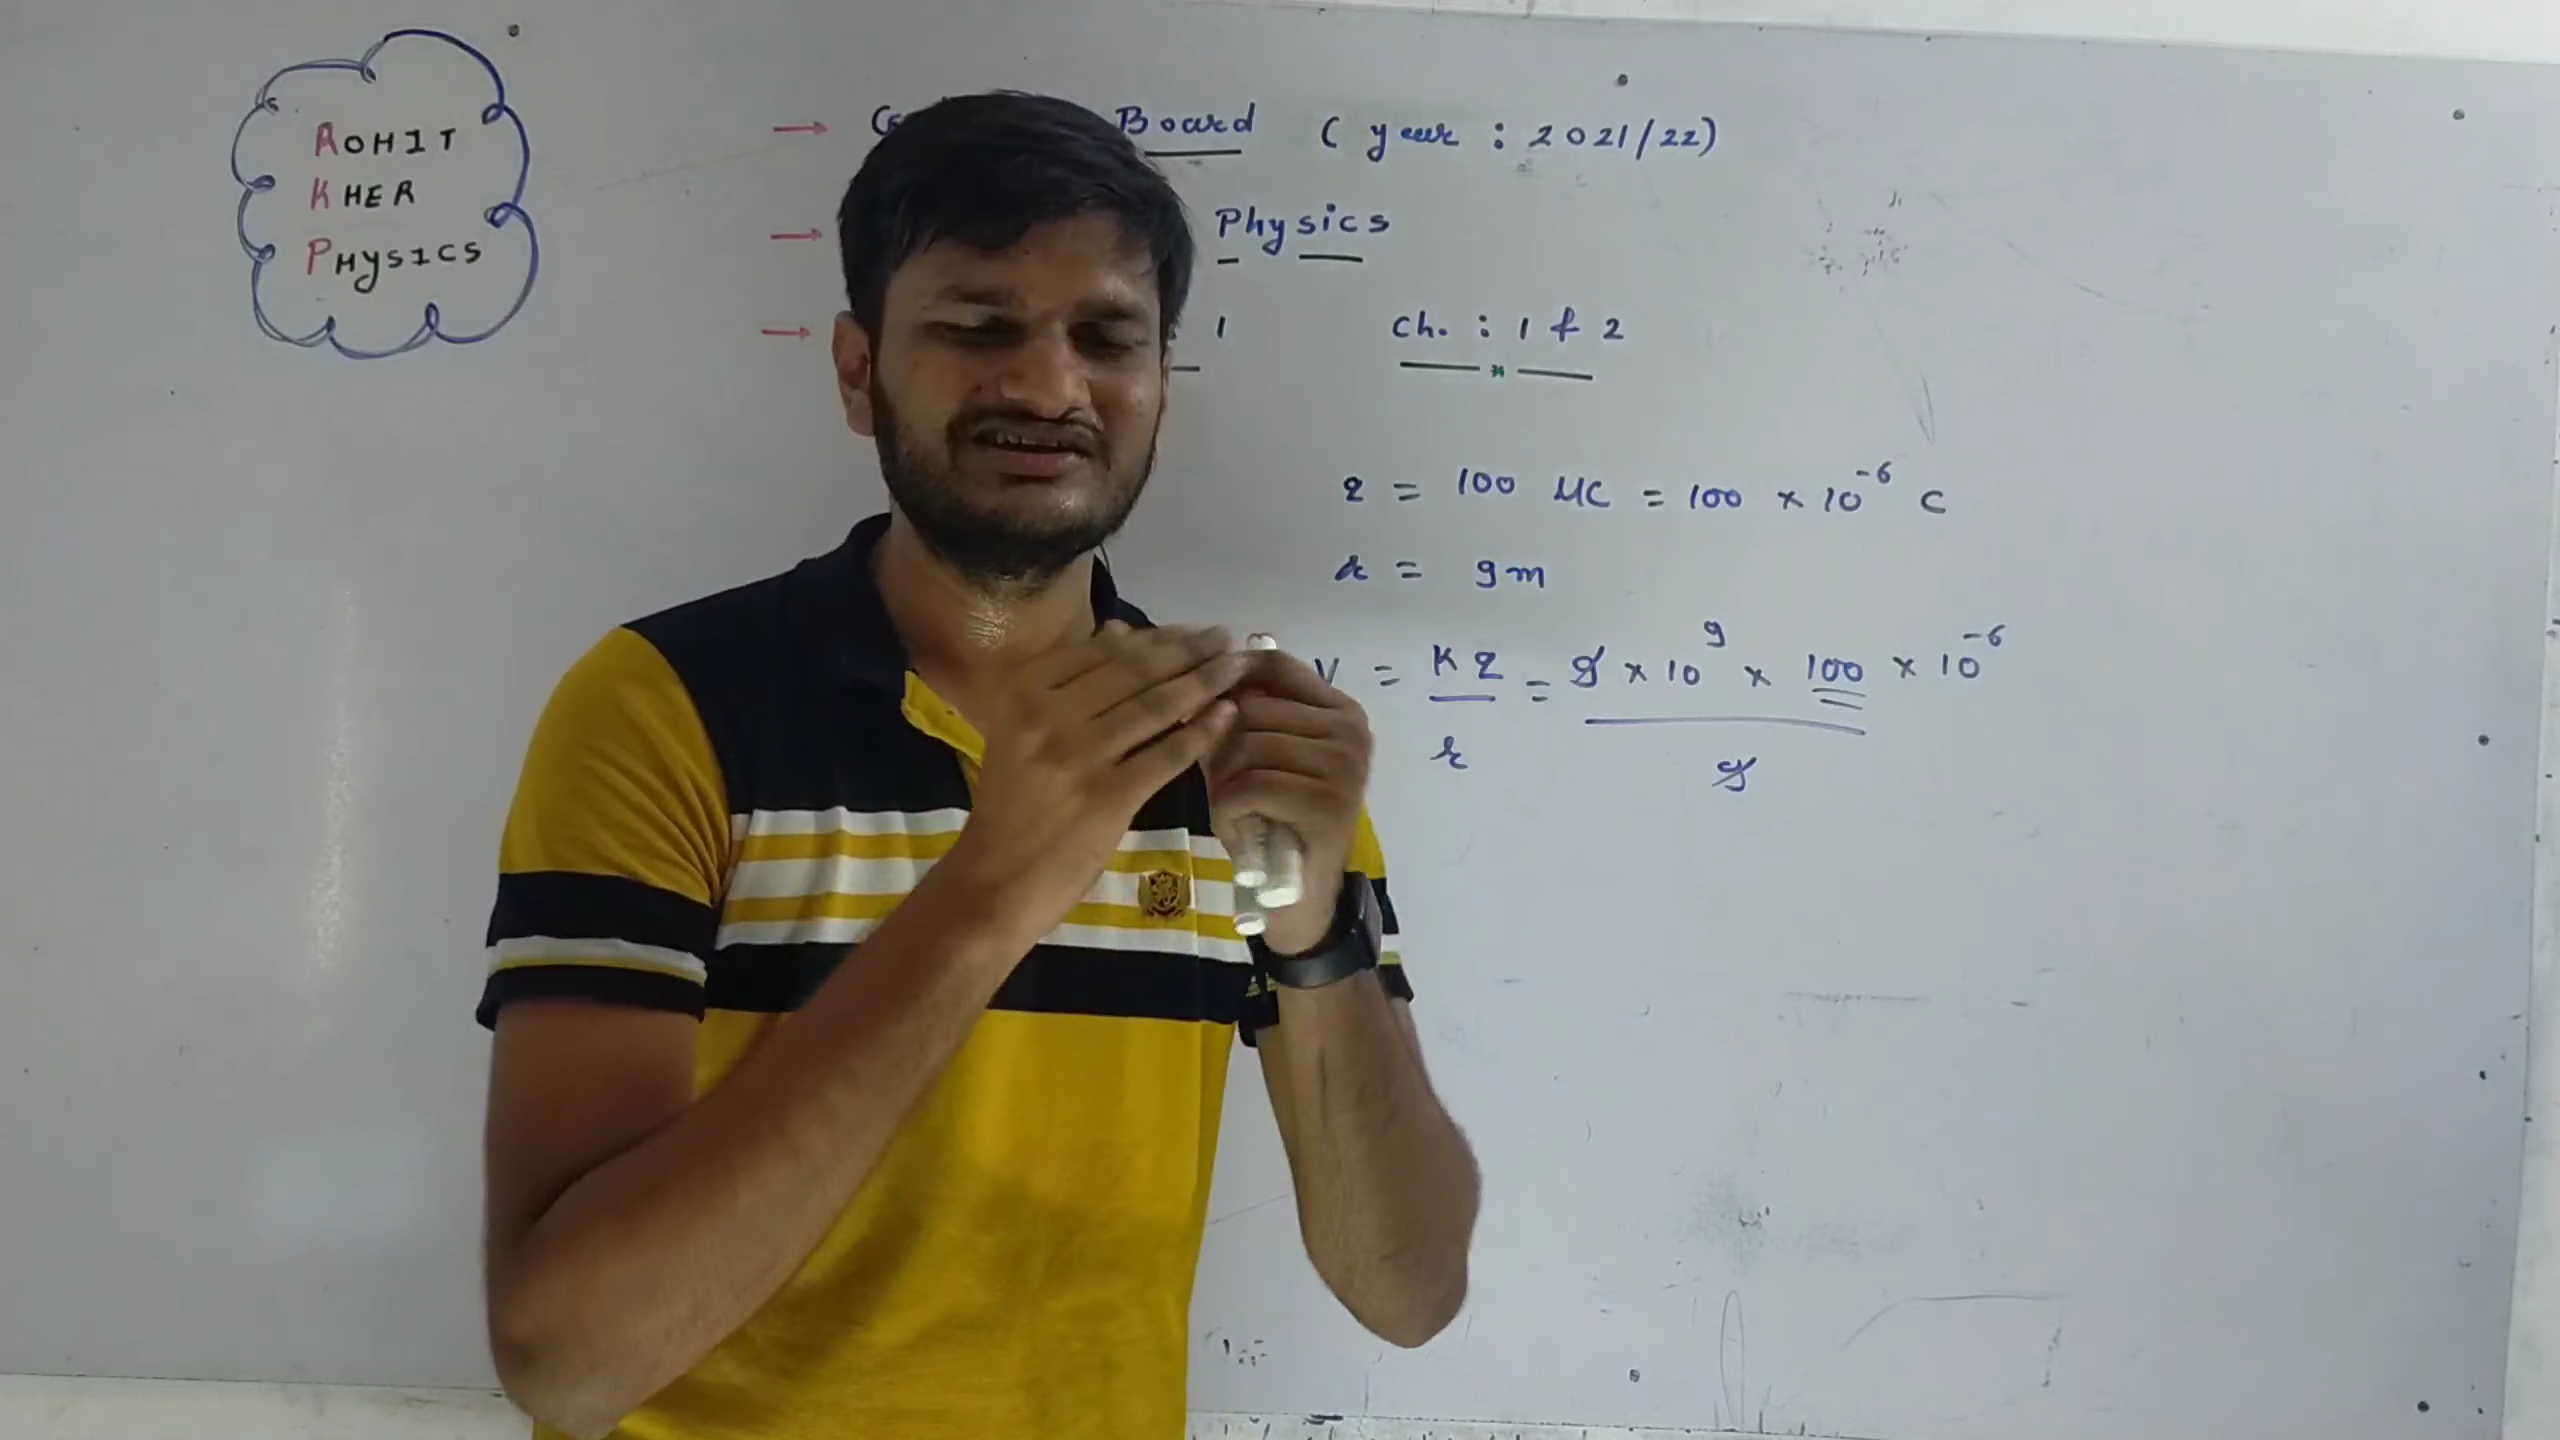 ROHIT
KHER
PHYSICS
→ Board (year : 2021/22)
→ Physics
→ 1 Ch. : 1 & 2
q = 100 μC = 100 × 10⁻⁶ C
r = 9m
V = Kq/r = 9 × 10⁹ × 100 × 10⁻⁶ / 9